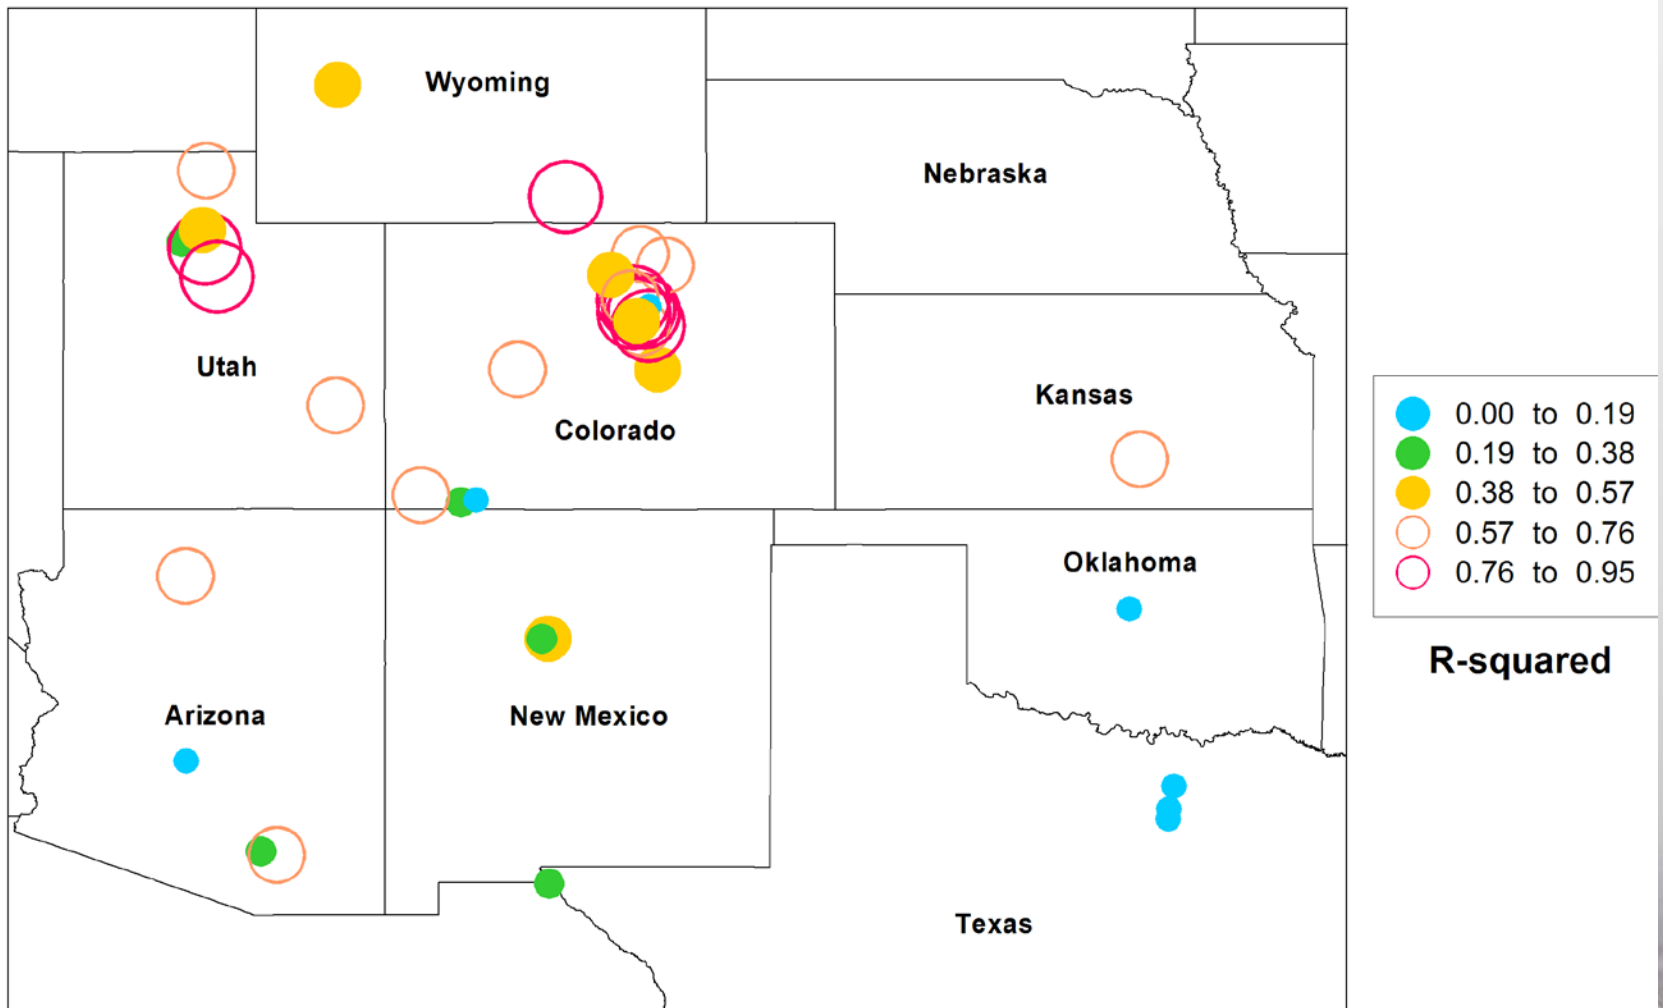 Wyoming
Nebraska
Utah
Kansas
Colorado
Oklahoma
Arizona
New Mexico
Texas
0.00 to 0.19
0.19 to 0.38
0.38 to 0.57
0.57 to 0.76
0.76 to 0.95
R-squared